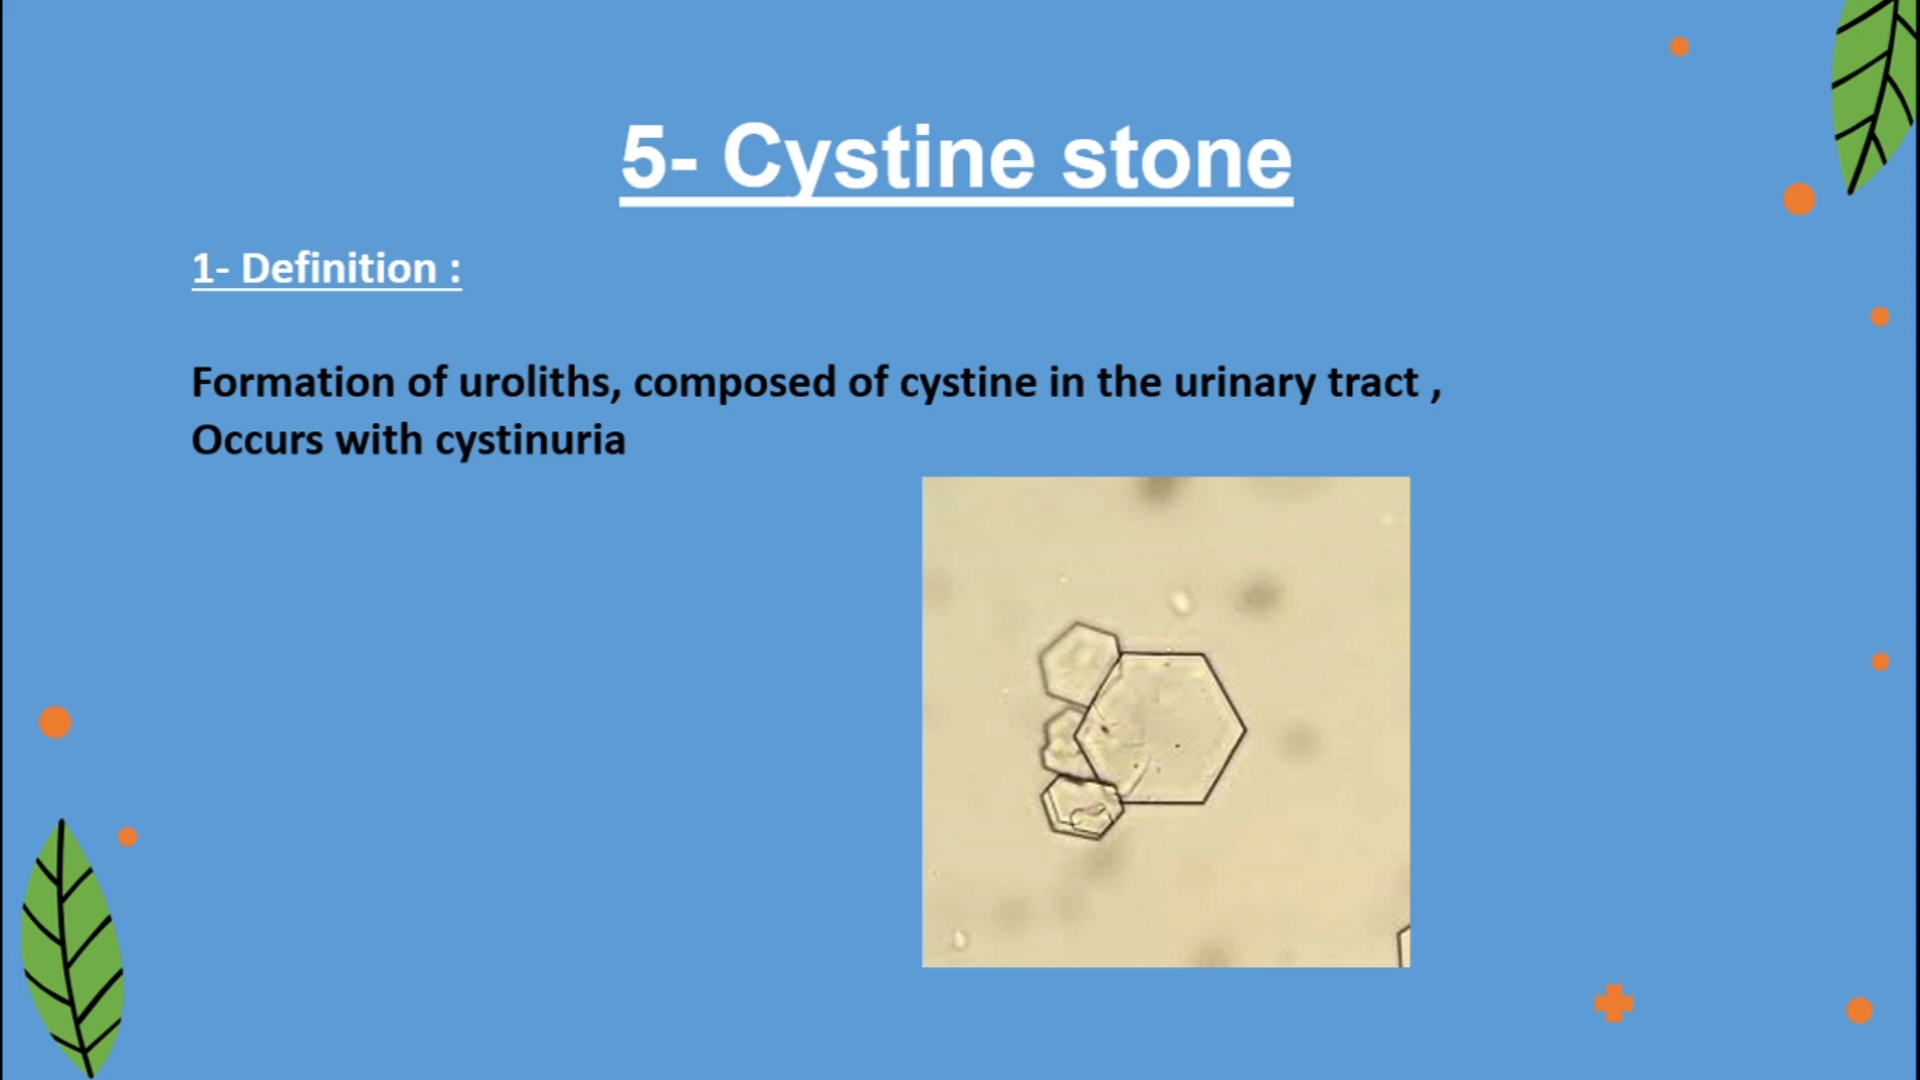 5- Cystine stone
1- Definition :
Formation of uroliths, composed of cystine in the urinary tract ,
Occurs with cystinuria